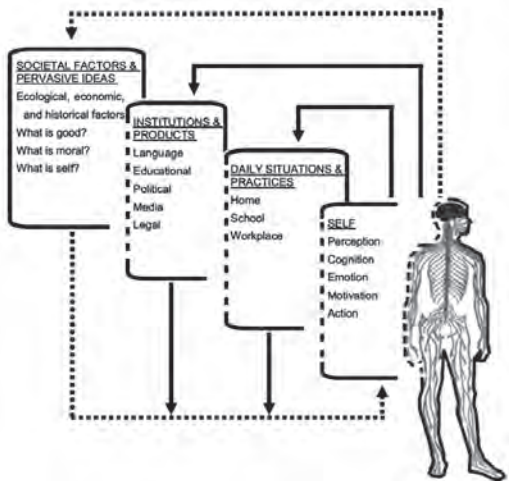 SOCIETAL FACTORS &
PERVASIVE IDEAS
Ecological, economic,
and historical factors
What is good?
What is moral?
What is self?
INSTITUTIONS &
PRODUCTS
Language
Educational
Political
Media
Legal
DAILY SITUATIONS &
PRACTICES
Home
School
Workplace
SELF
Perception
Cognition
Emotion
Motivation
Action